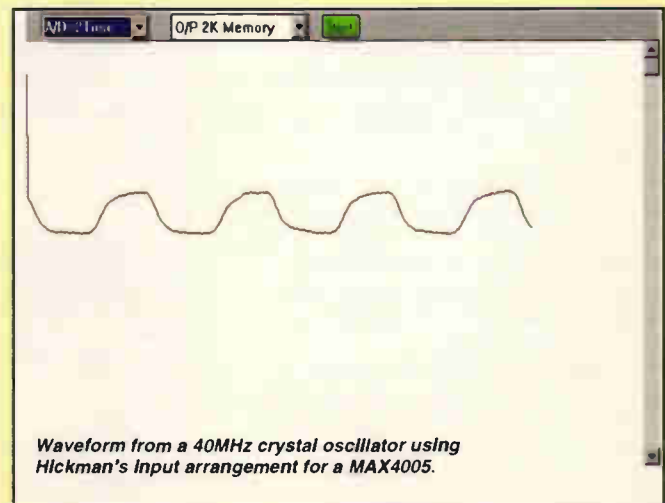 O/P 2K Memory
Waveform from a 40MHz crystal oscillator using
Hickman's input arrangement for a MAX4005.